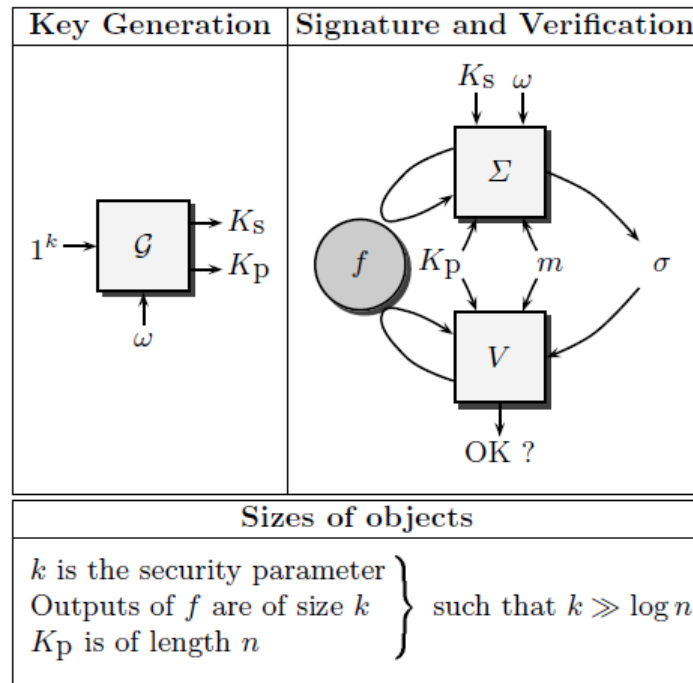 Key Generation
Signature and Verification
1^k
𝒢
K_s
K_p
ω
K_s ω
Σ
f
K_p m σ
V
OK ?
Sizes of objects
k is the security parameter
Outputs of f are of size k
K_p is of length n
such that k ≫ log n